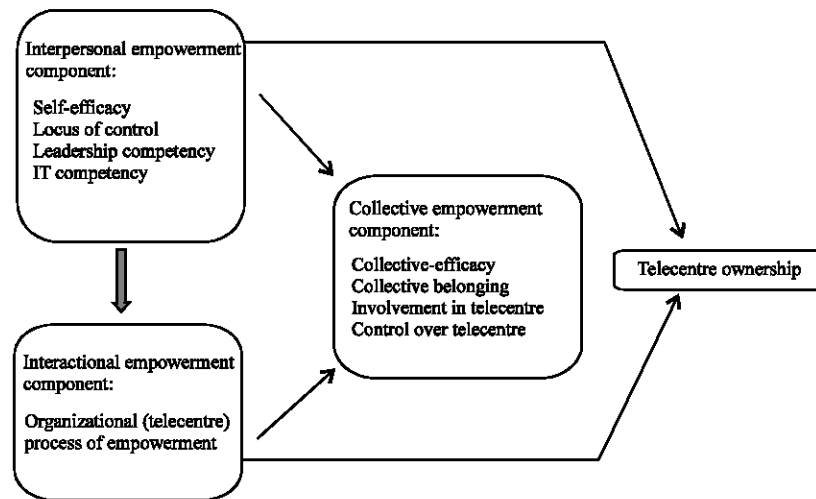 Interpersonal empowerment
component:
Self-efficacy
Locus of control
Leadership competency
IT competency
Collective empowerment
component:
Collective-efficacy
Collective belonging
Involvement in telecentre
Control over telecentre
Telecentre ownership
Interactional empowerment
component:
Organizational (telecentre)
process of empowerment